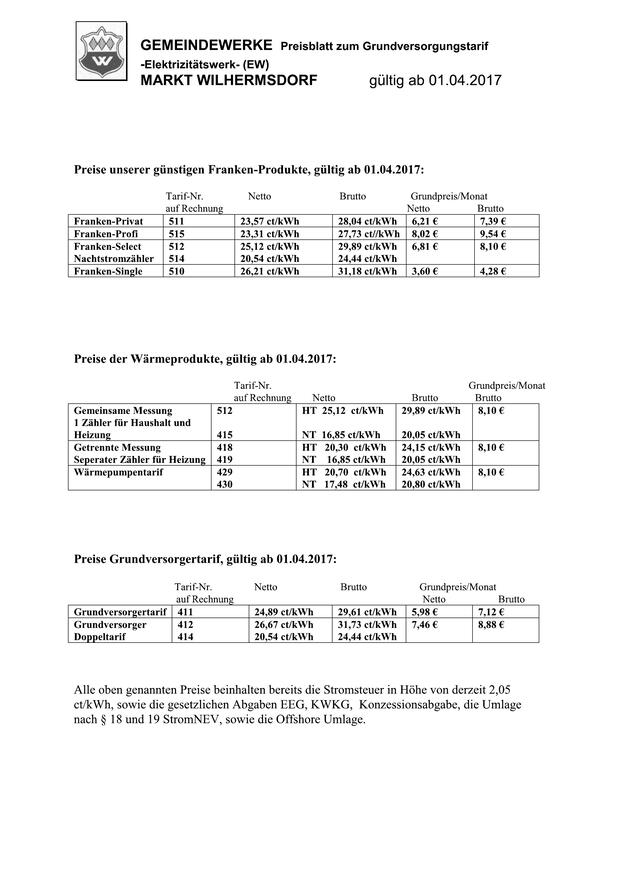 W
GEMEINDEWERKE Preisblatt zum Grundversorgungstarif
-Elektrizitätswerk- (EW)
MARKT WILHERMSDORF gültig ab 01.04.2017
Preise unserer günstigen Franken-Produkte, gültig ab 01.04.2017:
Tarif-Nr. Netto Brutto Grundpreis/Monat
auf Rechnung Netto Brutto
Franken-Privat 511 23,57 ct/kWh 28,04 ct/kWh 6,21 € 7,39 €
Franken-Profi 515 23,31 ct/kWh 27,73 ct//kWh 8,02 € 9,54 €
Franken-Select 512 25,12 ct/kWh 29,89 ct/kWh 6,81 € 8,10 €
Nachtstromzähler 514 20,54 ct/kWh 24,44 ct/kWh
Franken-Single 510 26,21 ct/kWh 31,18 ct/kWh 3,60 € 4,28 €
Preise der Wärmeprodukte, gültig ab 01.04.2017:
Tarif-Nr. Grundpreis/Monat
auf Rechnung Netto Brutto Brutto
Gemeinsame Messung 512 HT 25,12 ct/kWh 29,89 ct/kWh 8,10 €
1 Zähler für Haushalt und
Heizung 415 NT 16,85 ct/kWh 20,05 ct/kWh
Getrennte Messung 418 HT 20,30 ct/kWh 24,15 ct/kWh 8,10 €
Seperater Zähler für Heizung 419 NT 16,85 ct/kWh 20,05 ct/kWh
Wärmepumpentarif 429 HT 20,70 ct/kWh 24,63 ct/kWh 8,10 €
430 NT 17,48 ct/kWh 20,80 ct/kWh
Preise Grundversorgertarif, gültig ab 01.04.2017:
Tarif-Nr. Netto Brutto Grundpreis/Monat
auf Rechnung Netto Brutto
Grundversorgertarif 411 24,89 ct/kWh 29,61 ct/kWh 5,98 € 7,12 €
Grundversorger 412 26,67 ct/kWh 31,73 ct/kWh 7,46 € 8,88 €
Doppeltarif 414 20,54 ct/kWh 24,44 ct/kWh
Alle oben genannten Preise beinhalten bereits die Stromsteuer in Höhe von derzeit 2,05
ct/kWh, sowie die gesetzlichen Abgaben EEG, KWKG, Konzessionsabgabe, die Umlage
nach § 18 und 19 StromNEV, sowie die Offshore Umlage.